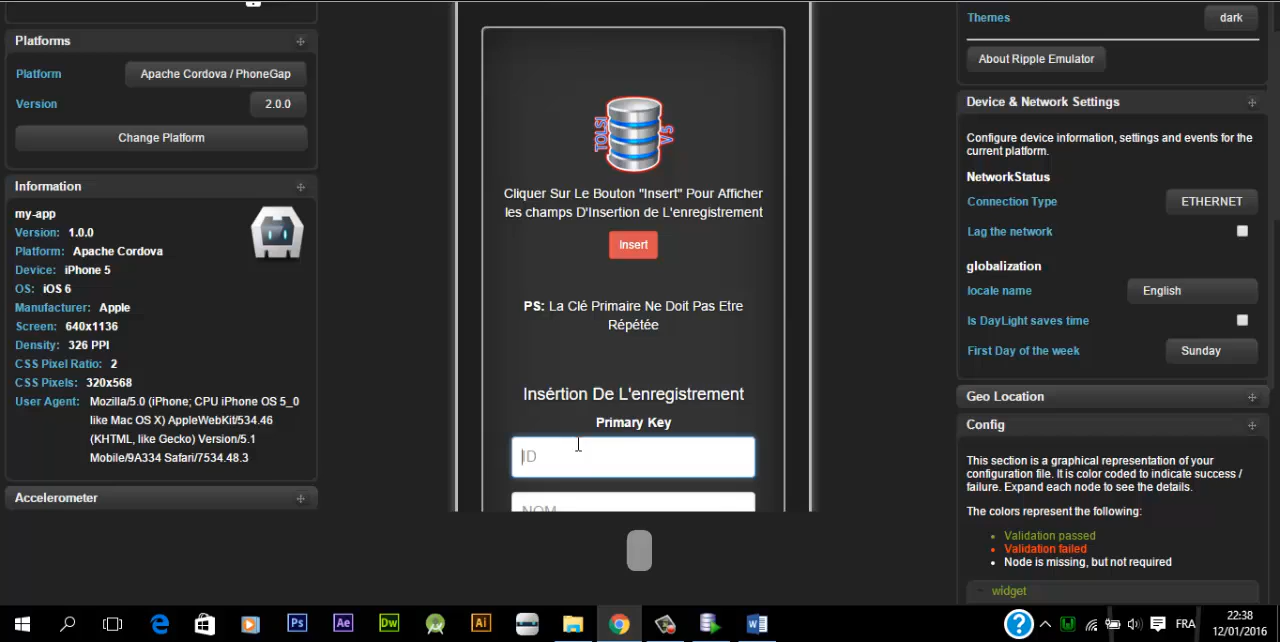 Platforms
Platform Apache Cordova / PhoneGap
Version 2.0.0
Change Platform
Information
my-app
Version: 1.0.0
Platform: Apache Cordova
Device: iPhone 5
OS: iOS 6
Manufacturer: Apple
Screen: 640x1136
Density: 326 PPI
CSS Pixel Ratio: 2
CSS Pixels: 320x568
User Agent: Mozilla/5.0 (iPhone; CPU iPhone OS 5_0
like Mac OS X) AppleWebKit/534.46
(KHTML, like Gecko) Version/5.1
Mobile/9A334 Safari/7534.48.3
Accelerometer
TOLSI
V 5
Cliquer Sur Le Bouton "Insert" Pour Afficher
les champs D'Insertion de L'enregistrement
Insert
PS: La Clé Primaire Ne Doit Pas Etre
Répétée
Insértion De L'enregistrement
Primary Key
ID
NOM
Themes dark
About Ripple Emulator
Device & Network Settings
Configure device information, settings and events for the
current platform.
NetworkStatus
Connection Type ETHERNET
Lag the network
globalization
locale name English
Is DayLight saves time
First Day of the week Sunday
Geo Location
Config
This section is a graphical representation of your
configuration file. It is color coded to indicate success /
failure. Expand each node to see the details.
The colors represent the following:
Validation passed
Validation failed
Node is missing, but not required
widget
Ps
Ae
Dw
Ai
FRA
22:38
12/01/2016